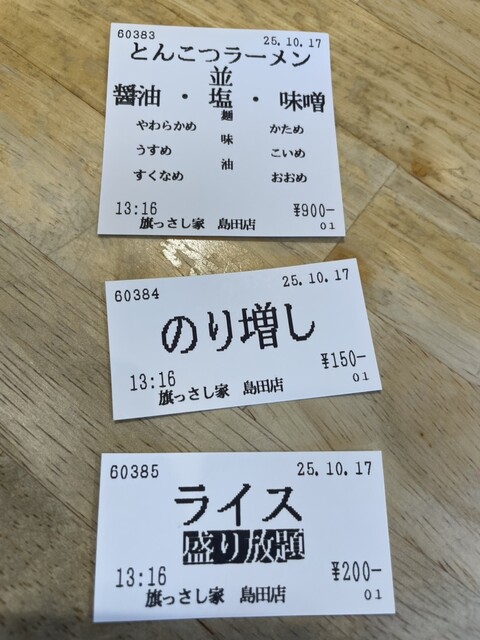 60383 25.10.17
とんこつラーメン
並
醤油・塩・味噌
麺
やわらかめ かため
味
うすめ こいめ
油
すくなめ おおめ
13:16 ¥900-
旗っさし家 島田店 01
60384 25.10.17
のり増し
13:16 ¥150-
旗っさし家 島田店 01
60385 25.10.17
ライス
盛り放題
13:16 ¥200-
旗っさし家 島田店 01